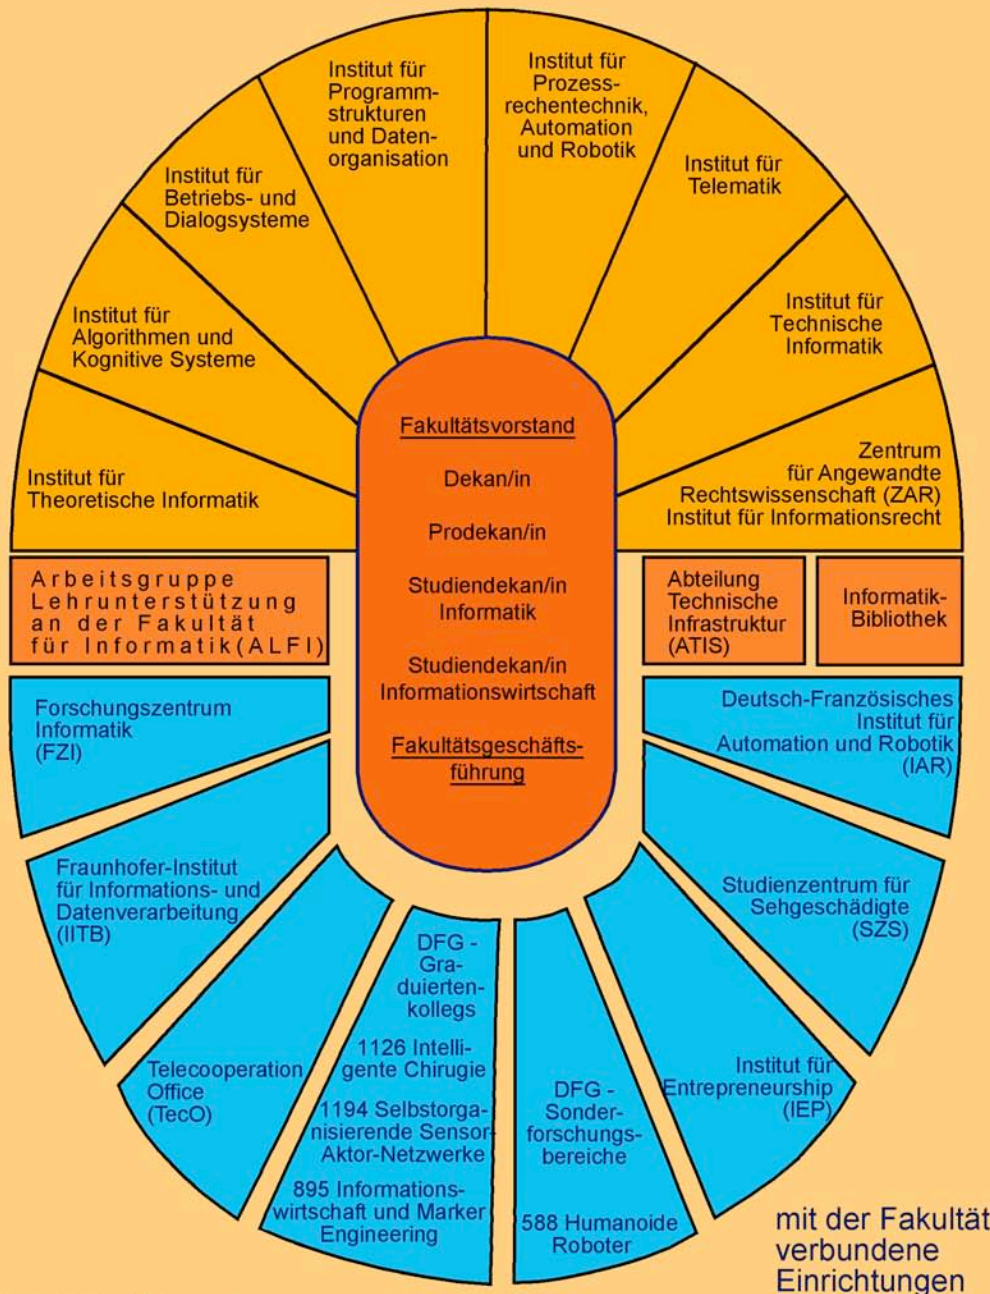 Institut für
Programm-
strukturen
und Daten-
organisation
Institut für
Prozess-
rechentechnik,
Automation
und Robotik
Institut für
Betriebs- und
Dialogsysteme
Institut für
Telematik
Institut für
Algorithmen und
Kognitive Systeme
Institut für
Technische
Informatik
Institut für
Theoretische Informatik
Zentrum
für Angewandte
Rechtswissenschaft (ZAR)
Institut für Informationsrecht
Fakultätsvorstand
Dekan/in
Prodekan/in
Studiendekan/in
Informatik
Studiendekan/in
Informationswirtschaft
Fakultätsgeschäfts-
führung
Arbeitsgruppe
Lehrunterstützung
an der Fakultät
für Informatik(ALFI)
Abteilung
Technische
Infrastruktur
(ATIS)
Informatik-
Bibliothek
Forschungszentrum
Informatik
(FZI)
Deutsch-Französisches
Institut für
Automation und Robotik
(IAR)
Fraunhofer-Institut
für Informations- und
Datenverarbeitung
(IITB)
Studienzentrum für
Sehgeschädigte
(SZS)
Telecooperation
Office
(TecO)
DFG -
Gra-
duierten-
kollegs
1126 Intelli-
gente Chirugie
1194 Selbstorga-
nisierende Sensor-
Aktor-Netzwerke
895 Informations-
wirtschaft und Marker
Engineering
DFG -
Sonder-
forschungs-
bereiche
588 Humanoide
Roboter
Institut für
Entrepreneurship
(IEP)
mit der Fakultät
verbundene
Einrichtungen